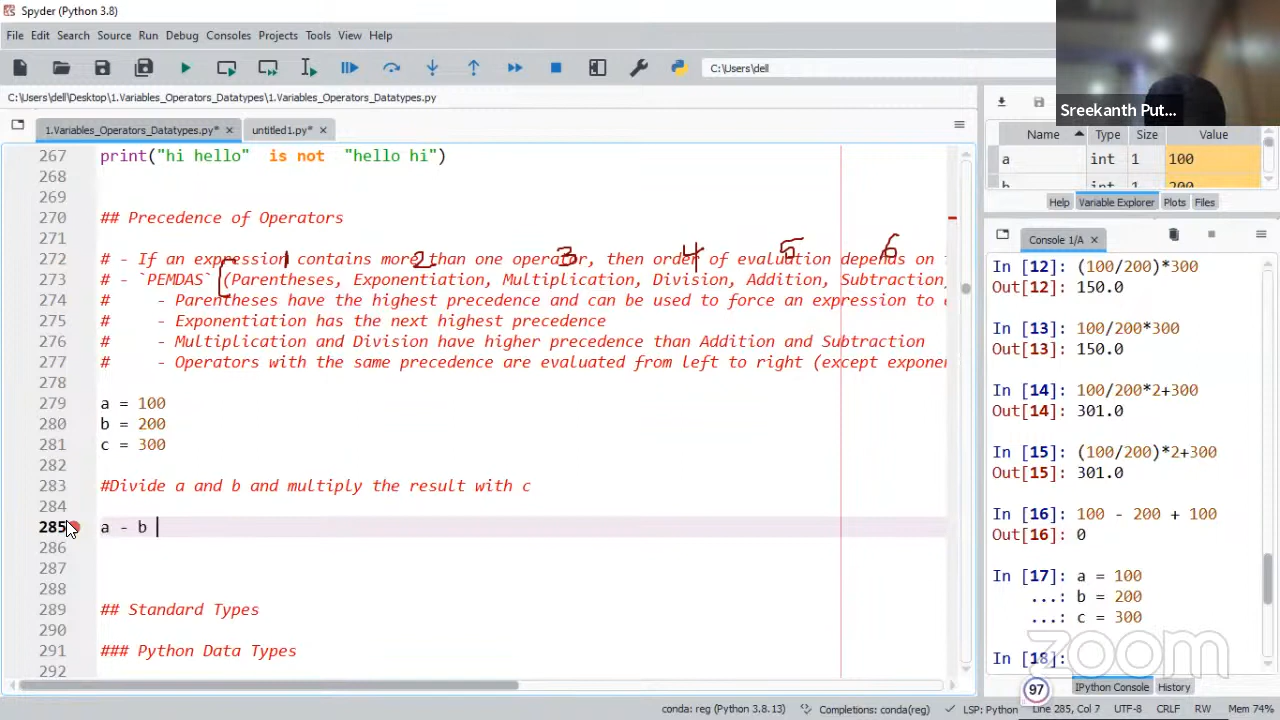 Spyder (Python 3.8)
File Edit Search Source Run Debug Consoles Projects Tools View Help
C:\Users\dell
C:\Users\dell\Desktop\1.Variables_Operators_Datatypes\1.Variables_Operators_Datatypes.py
1.Variables_Operators_Datatypes.py* untitled1.py*
267 print("hi hello" is not "hello hi")
268
269
270 ## Precedence of Operators
271
1 2 3 4 5 6
272 # - If an expression contains more than one operator, then order of evaluation depends on
273 # - `PEMDAS` (Parentheses, Exponentiation, Multiplication, Division, Addition, Subtraction,
274 # - Parentheses have the highest precedence and can be used to force an expression to
275 # - Exponentiation has the next highest precedence
276 # - Multiplication and Division have higher precedence than Addition and Subtraction
277 # - Operators with the same precedence are evaluated from left to right (except
278
279 a = 100
280 b = 200
281 c = 300
282
283 #Divide a and b and multiply the result with c
284
285 a - b
286
287
288
289 ## Standard Types
290
291 ### Python Data Types
292
Sreekanth Put...
Name Type Size Value
a int 1 100
b int 1 200
Help Variable Explorer Plots Files
Console 1/A
In [12]: (100/200)*300
Out[12]: 150.0
In [13]: 100/200*300
Out[13]: 150.0
In [14]: 100/200*2+300
Out[14]: 301.0
In [15]: (100/200)*2+300
Out[15]: 301.0
In [16]: 100 - 200 + 100
Out[16]: 0
In [17]: a = 100
...: b = 200
...: c = 300
In [18]:
zoom
97
IPython Console History
conda: reg (Python 3.8.13) Completions: conda(reg) LSP: Python Line 285, Col 7 UTF-8 CRLF RW Mem 74%